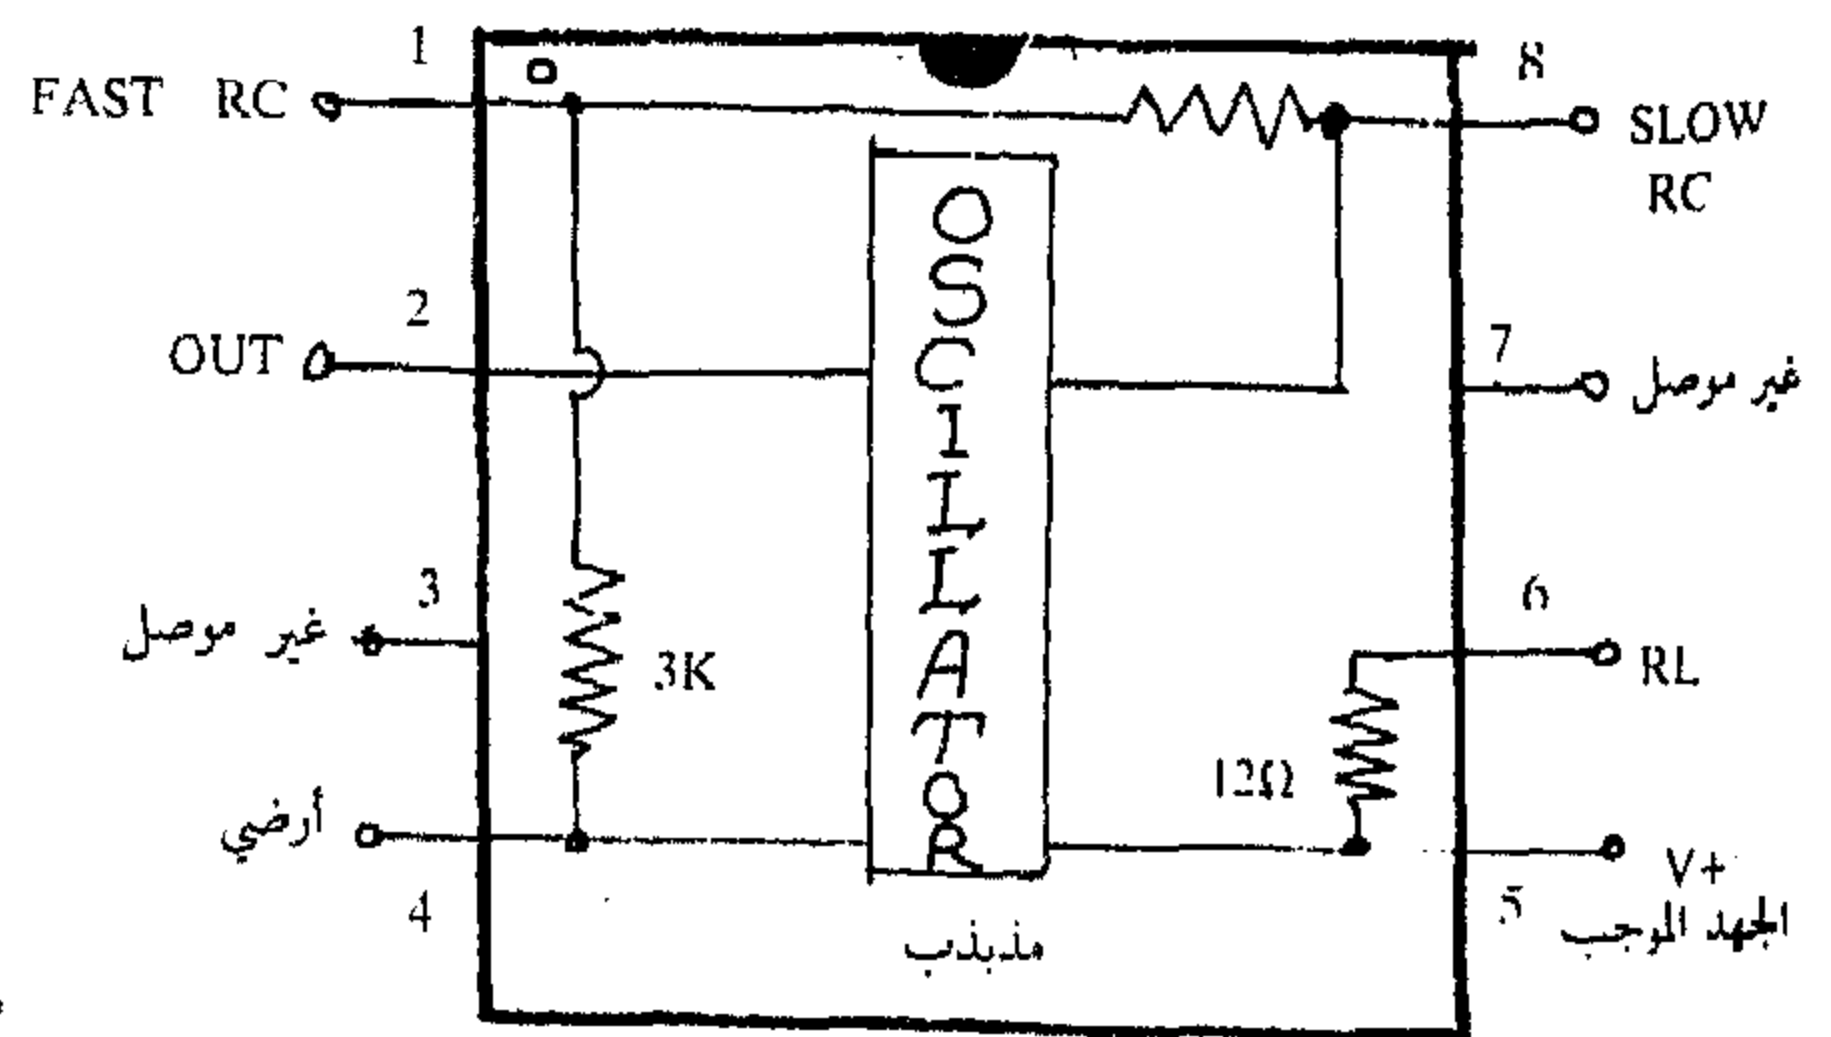 1
8
FAST RC
SLOW
RC
2
OUT
7
غير موصل
OSCILLATOR
3
غير موصل
3K
6
RL
12Ω
أرضي
4
5
V+
الجهد الموجب
مذبذب